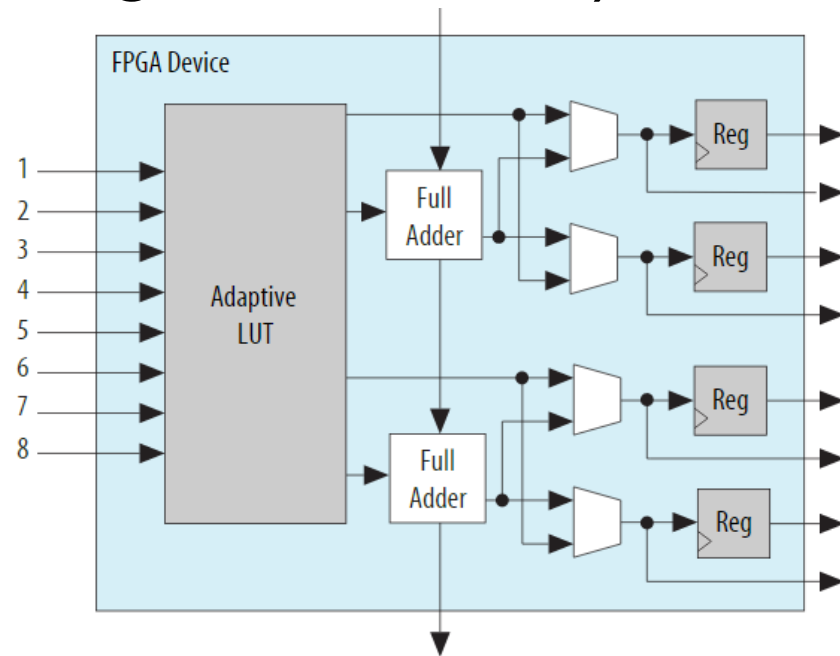 FPGA Device
1
2
3
4
5
6
7
8
Adaptive
LUT
Full
Adder
Full
Adder
Reg
Reg
Reg
Reg